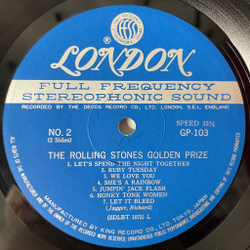 LONDON
FULL FREQUENCY
STEREOPHONIC SOUND
RECORDED BY THE DECCA RECORD CO. LTD. LONDON, S.E.I., ENGLAND
NO. 2
(2 Sides)
SPEED 33⅓
GP-103
THE ROLLING STONES GOLDEN PRIZE
1. LET'S SPEND THE NIGHT TOGETHER
2. RUBY TUESDAY
3. WE LOVE YOU
4. SHE'S A RAINBOW
5. JUMPIN' JACK FLASH
6. HONKY TONK WOMEN
7. LET IT BLEED
(Jagger, Richard)
MANUFACTURED BY KING RECORD CO. LTD. TOKYO, JAPAN